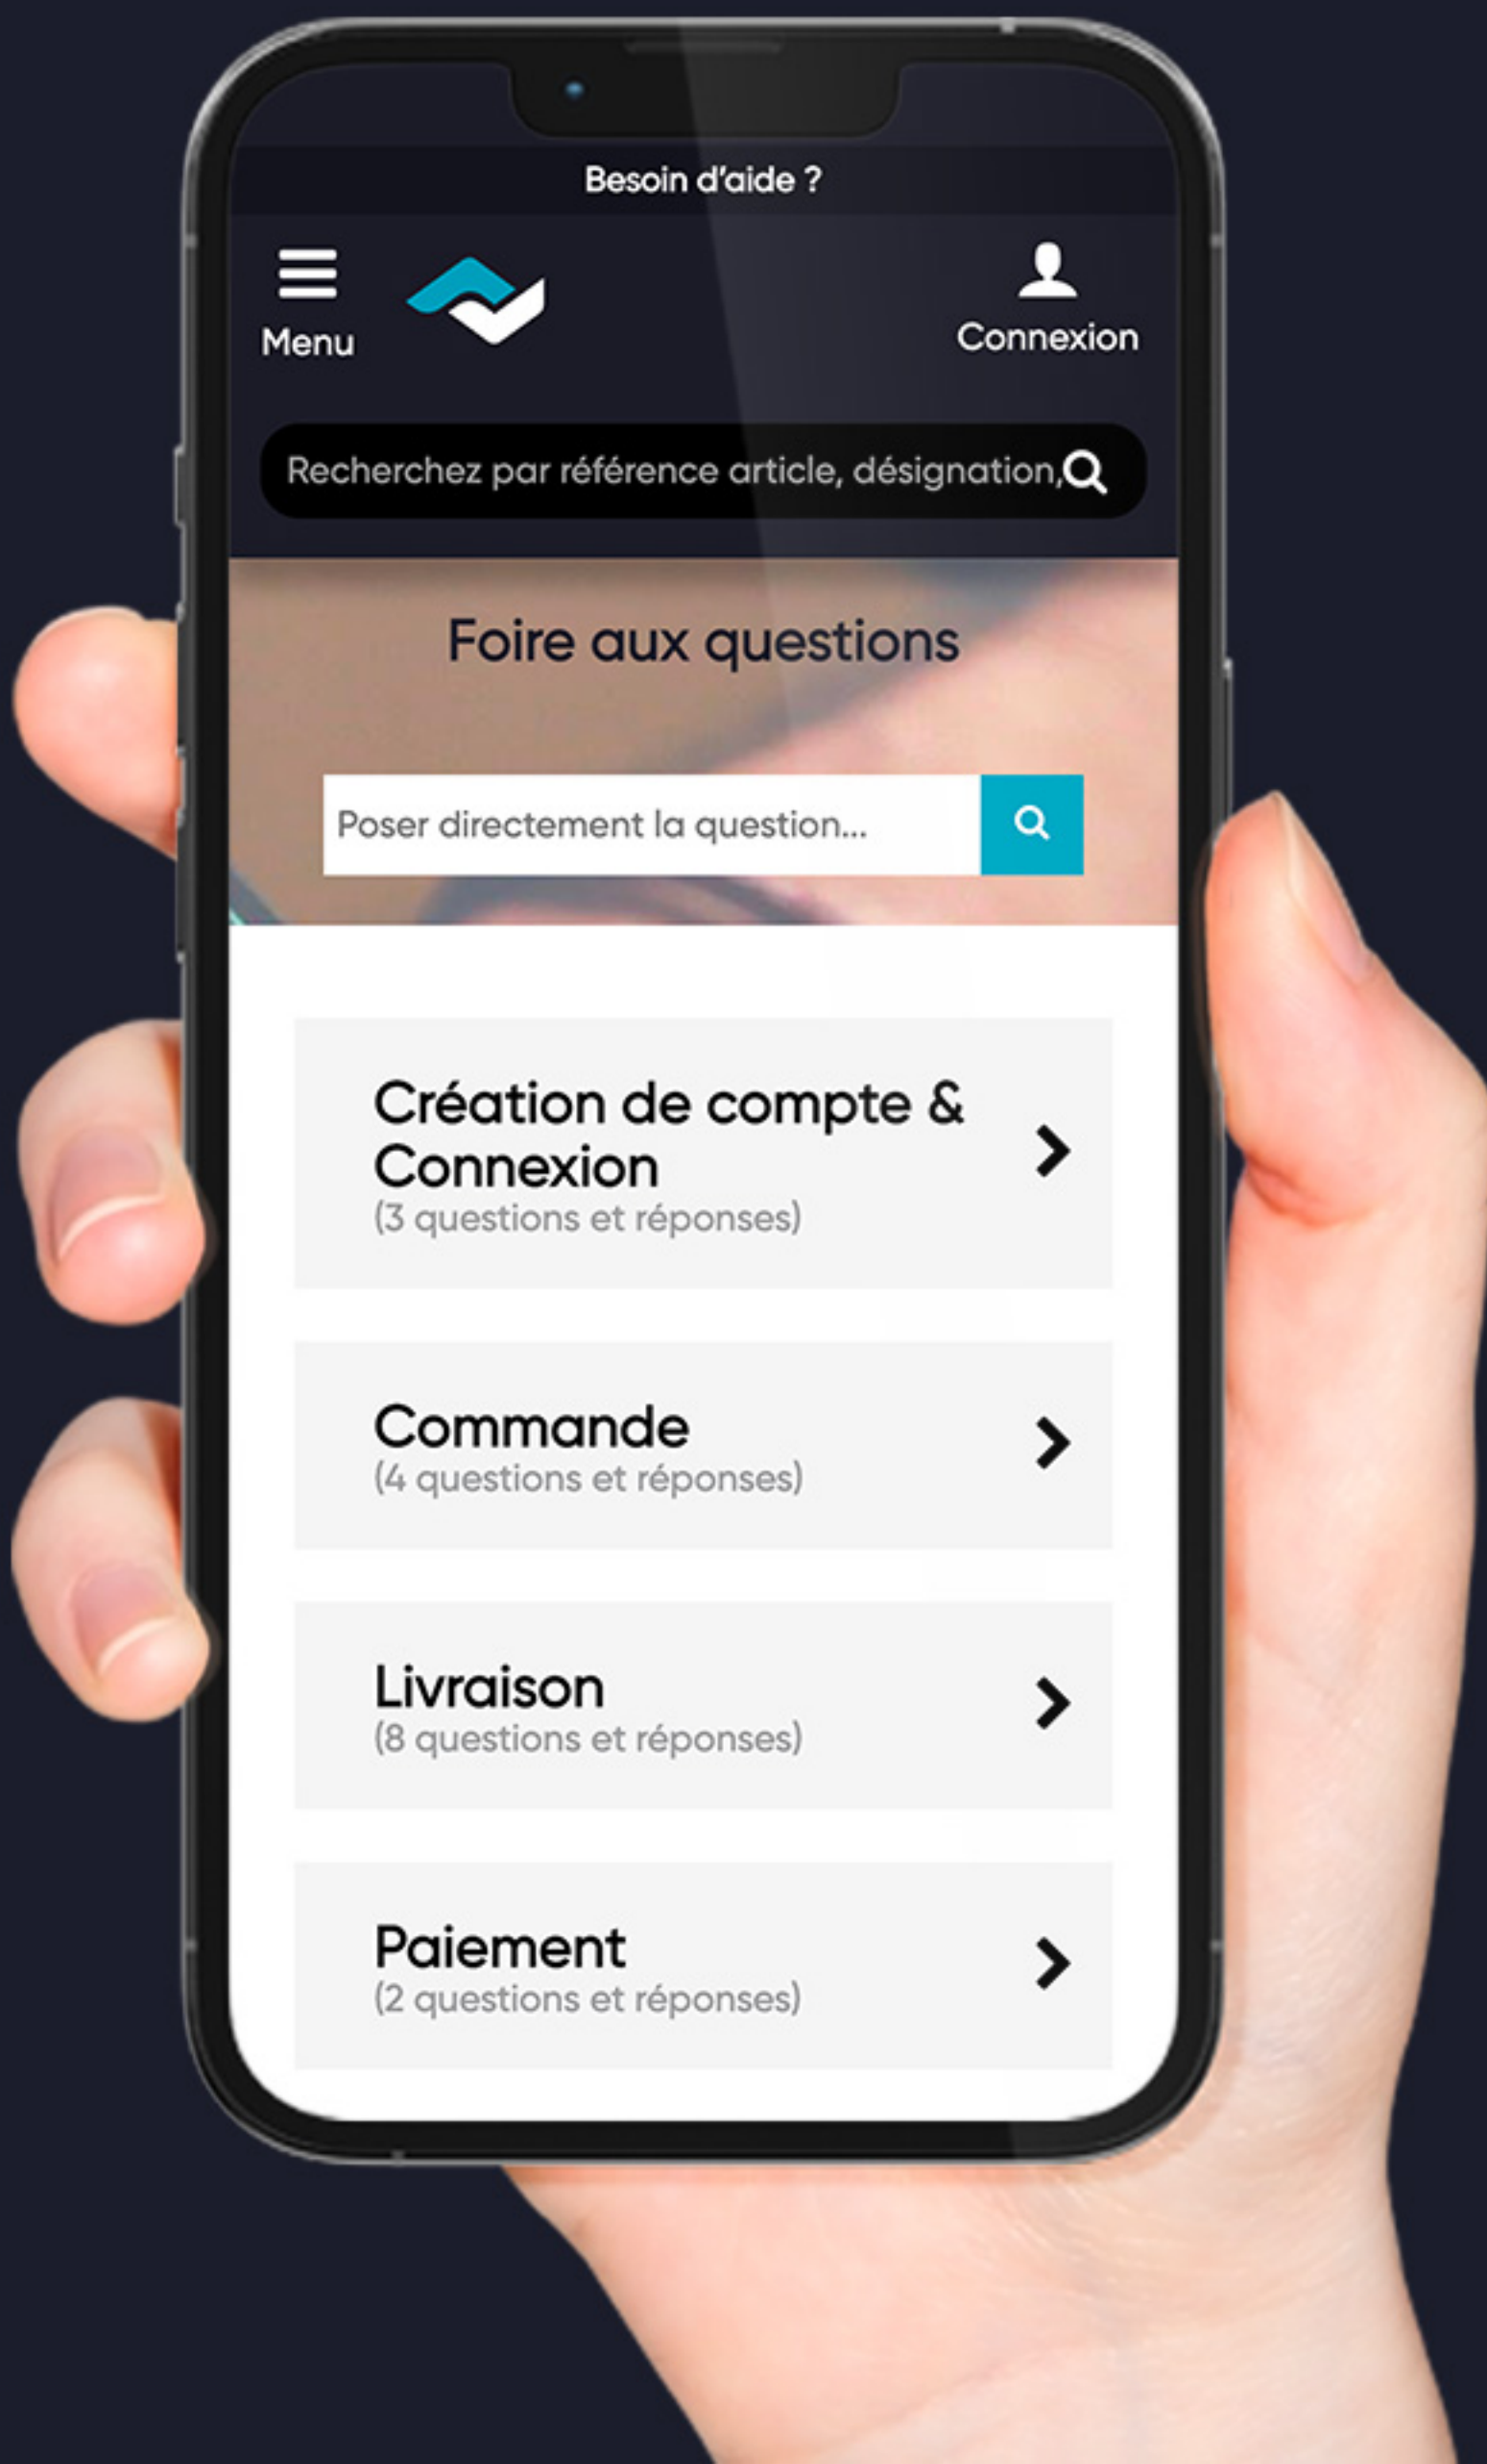 Besoin d'aide ?
Menu
Connexion
Recherchez par référence article, désignation,
Foire aux questions
Poser directement la question...
Création de compte &
Connexion
(3 questions et réponses)
Commande
(4 questions et réponses)
Livraison
(8 questions et réponses)
Paiement
(2 questions et réponses)